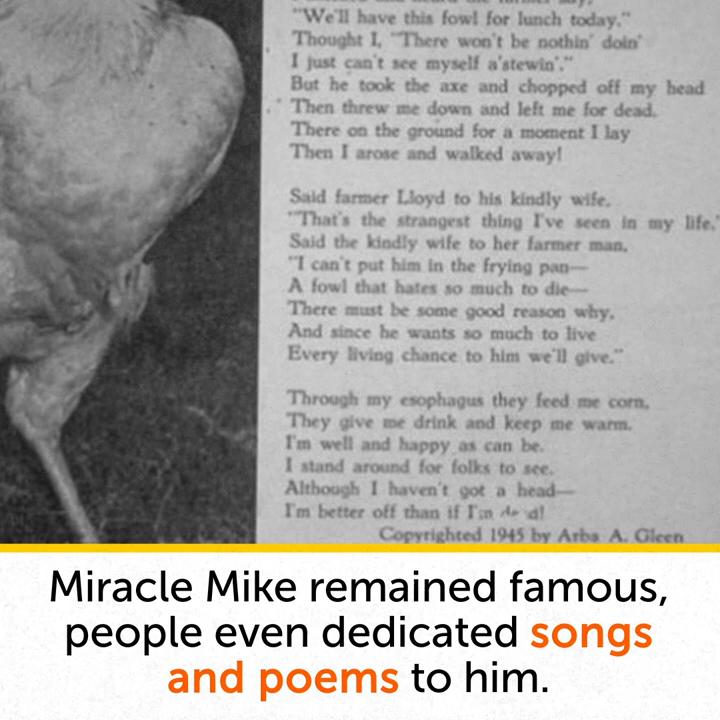 "We'll have this fowl for lunch today."
Thought I, "There won't be nothin' doin'
I just can't see myself a'stewin'."
But he took the axe and chopped off my head
Then threw me down and left me for dead.
There on the ground for a moment I lay
Then I arose and walked away!
Said farmer Lloyd to his kindly wife,
"That's the strangest thing I've seen in my life."
Said the kindly wife to her farmer man,
"I can't put him in the frying pan—
A fowl that hates so much to die—
There must be some good reason why,
And since he wants so much to live
Every living chance to him we'll give."
Through my esophagus they feed me corn,
They give me drink and keep me warm.
I'm well and happy as can be.
I stand around for folks to see.
Although I haven't got a head—
I'm better off than if I'm
Copyrighted 1945 by Arba A.
Miracle Mike remained famous,
people even dedicated songs
and poems to him.